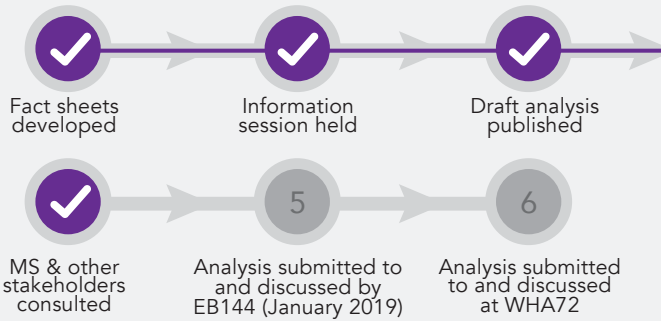 Fact sheets
developed
Information
session held
Draft analysis
published
5
6
MS & other
stakeholders
consulted
Analysis submitted to
and discussed by
EB144 (January 2019)
Analysis submitted
to and discussed
at WHA72